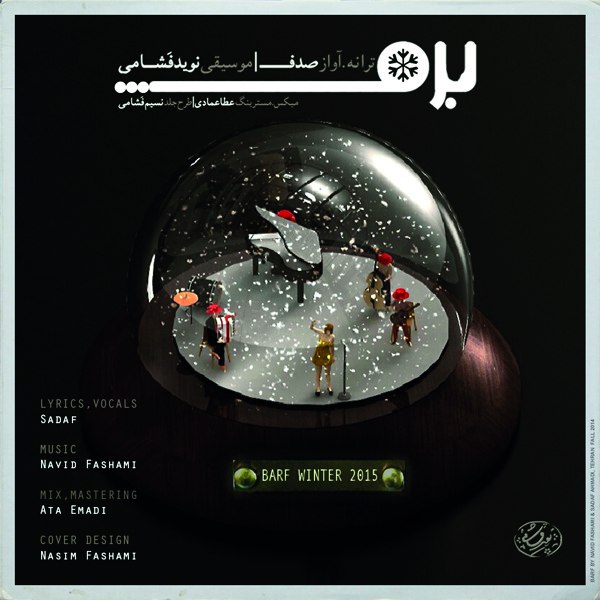 برف
ترانه.آواز صدف | موسیقی نوید فشامی
میکس.مسترینگ عطا عمادی | طرح جلد نسیم فشامی
LYRICS,VOCALS
SADAF
MUSIC
NAVID FASHAMI
MIX,MASTERING
ATA EMADI
COVER DESIGN
NASIM FASHAMI
BARF WINTER 2015
BARF BY NAVID FASHAMI & SADAF AHMADI, TEHRAN FALL 2014